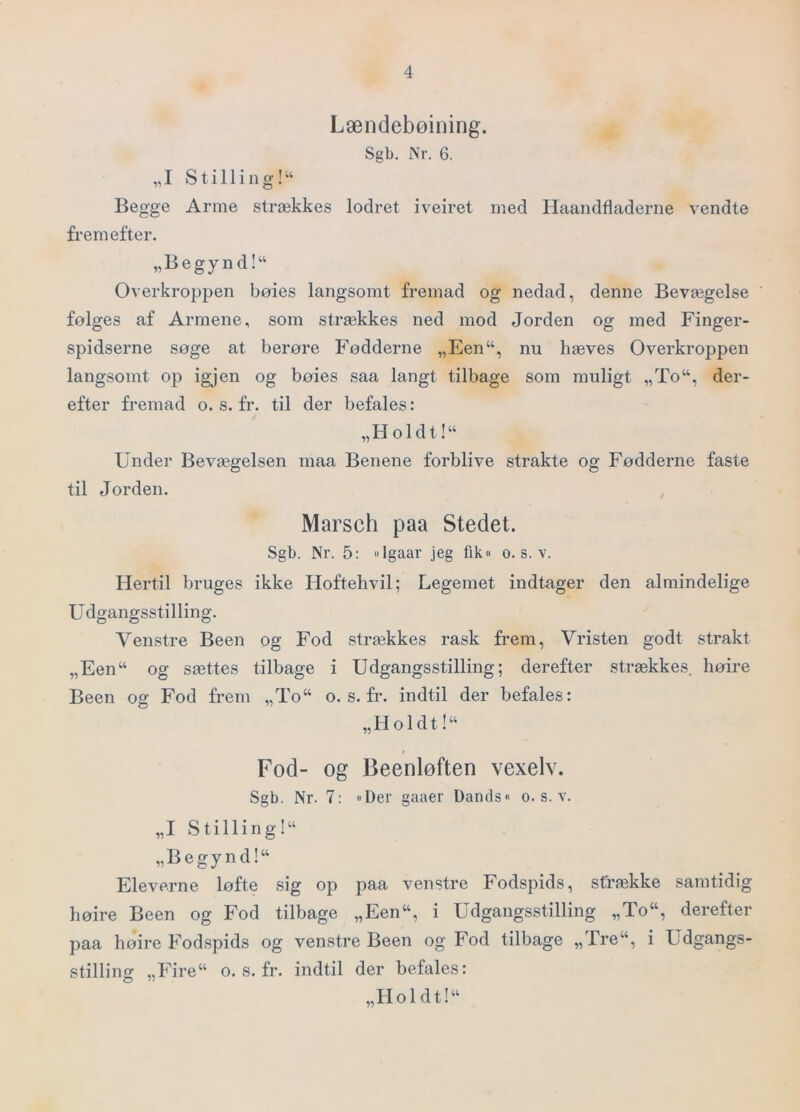 4
Lændebøining.
Sgb. Nr. 6.
„I Stilling!“
Begge Arme strækkes lodret iveiret med Haandfladerne vendte
fremefter.
„Begynd!“
Overkroppen bøies langsomt fremad og nedad, denne Bevægelse
følges af Armene, som strækkes ned mod Jorden og med Finger-
spidserne søge at berøre Fødderne „Een“, nu hæves Overkroppen
langsomt op igjen og bøies saa langt tilbage som muligt „To“, der-
efter fremad o. s. fr. til der befales:
„Holdt!“
Under Bevægelsen maa Benene forblive strakte og Fødderne faste
til Jorden.
Marsch paa Stedet.
Sgb. Nr. 5: »Igaar jeg fik« o. s. v.
Hertil bruges ikke Hoftehvil; Legemet indtager den almindelige
Udgangsstilling.
Venstre Been og Fod strækkes rask frem, Vristen godt strakt
„Een“ og sættes tilbage i Udgangsstilling; derefter strækkes høire
Been og Fod frem „To“ o. s. fr. indtil der befales:
„Holdt!“
Fod- og Beenløften vexelv.
Sgb. Nr. 7: »Der gaaer Dands« o. s. v.
„I Stilling!“
„Begynd!“
Eleverne løfte sig op paa venstre Fodspids, strække samtidig
høire Been og Fod tilbage „Een“, i Udgangsstilling „To“, derefter
paa høire Fodspids og venstre Been og Fod tilbage „Tre“, i Udgangs-
stilling „Fire“ o. s. fr. indtil der befales:
„Holdt!“